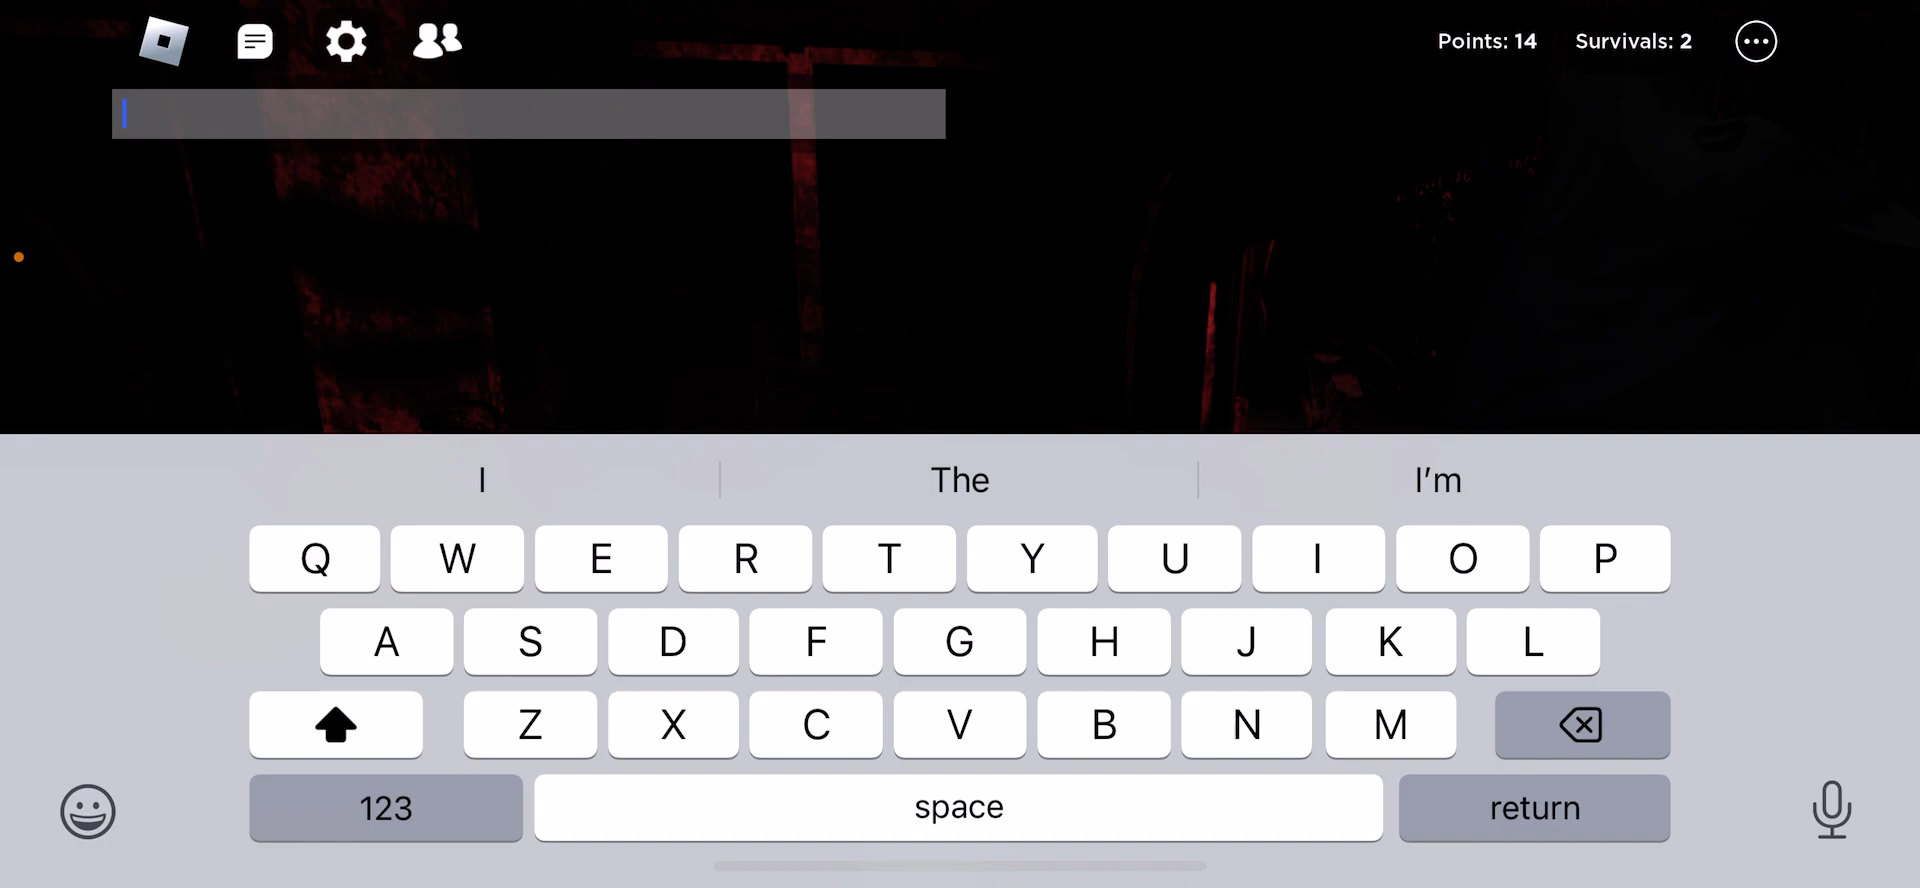 Points: 14 Survivals: 2
I The I'm
Q W E R T Y U I O P
A S D F G H J K L
Z X C V B N M
123 space return